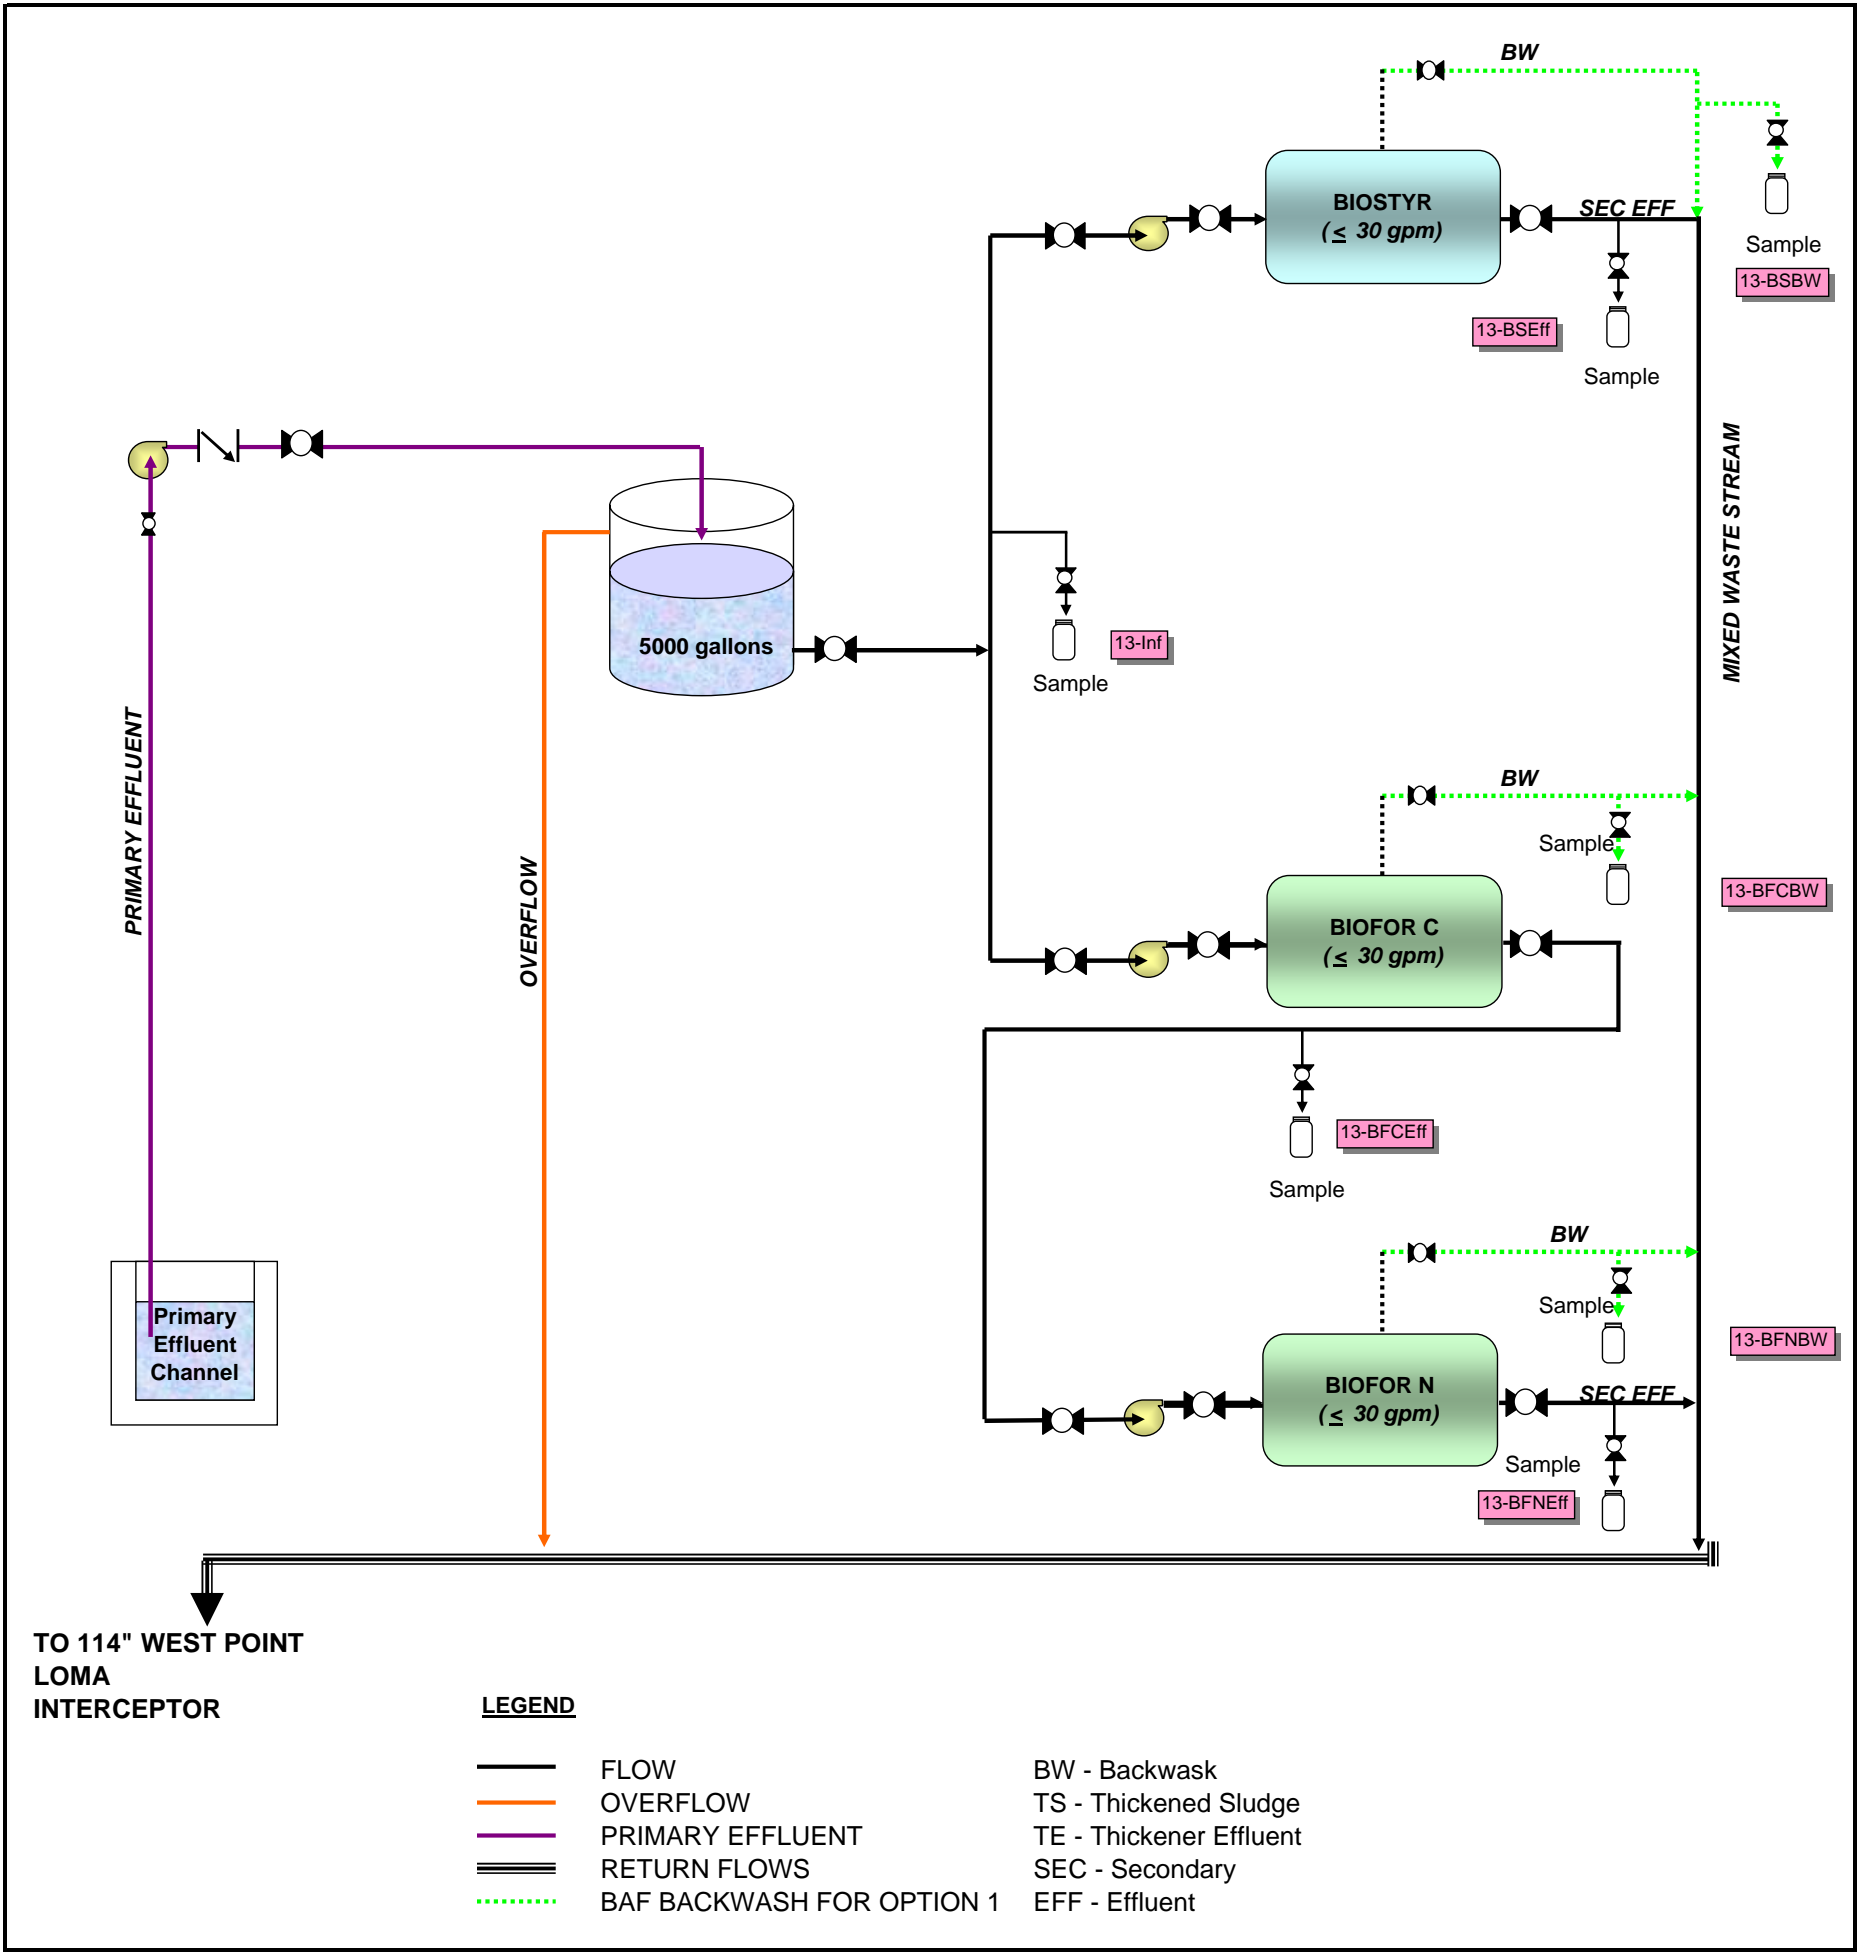 BW
BIOSTYR
(≤ 30 gpm)
SEC EFF
Sample
13-BSBW
13-BSEff
Sample
MIXED WASTE STREAM
5000 gallons
13-Inf
Sample
PRIMARY EFFLUENT
OVERFLOW
BW
Sample
13-BFCBW
BIOFOR C
(≤ 30 gpm)
13-BFCEff
Sample
BW
Sample
13-BFNBW
Primary
Effluent
Channel
BIOFOR N
(≤ 30 gpm)
SEC EFF
Sample
13-BFNEff
TO 114" WEST POINT
LOMA
INTERCEPTOR
LEGEND
FLOW
OVERFLOW
PRIMARY EFFLUENT
RETURN FLOWS
BAF BACKWASH FOR OPTION 1
BW - Backwask
TS - Thickened Sludge
TE - Thickener Effluent
SEC - Secondary
EFF - Effluent